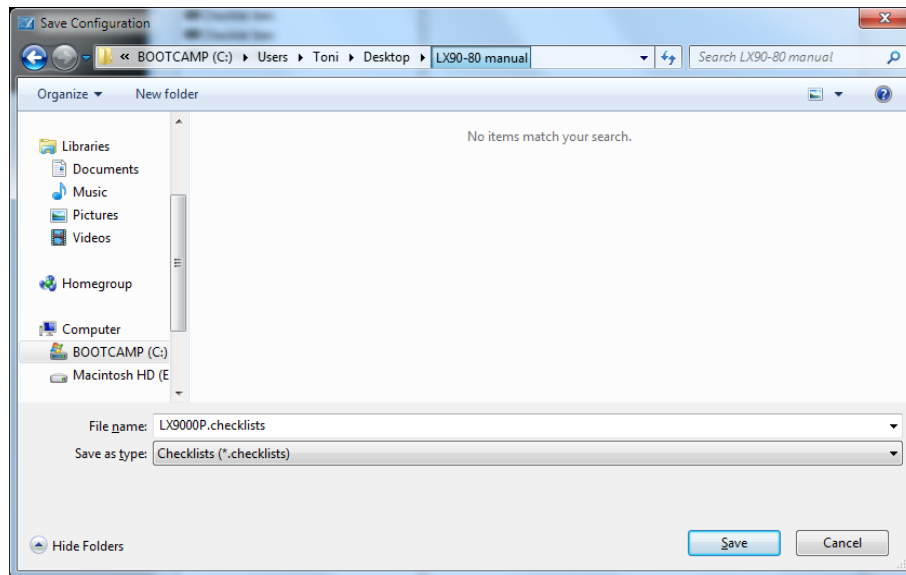 Save Configuration
« BOOTCAMP (C:) Users Toni Desktop LX90-80 manual Search LX90-80 manual
Organize New folder
No items match your search.
Libraries
Documents
Music
Pictures
Videos
Homegroup
Computer
BOOTCAMP (C:)
Macintosh HD (E
File name: LX9000P.checklists
Save as type: Checklists (*.checklists)
Hide Folders Save Cancel